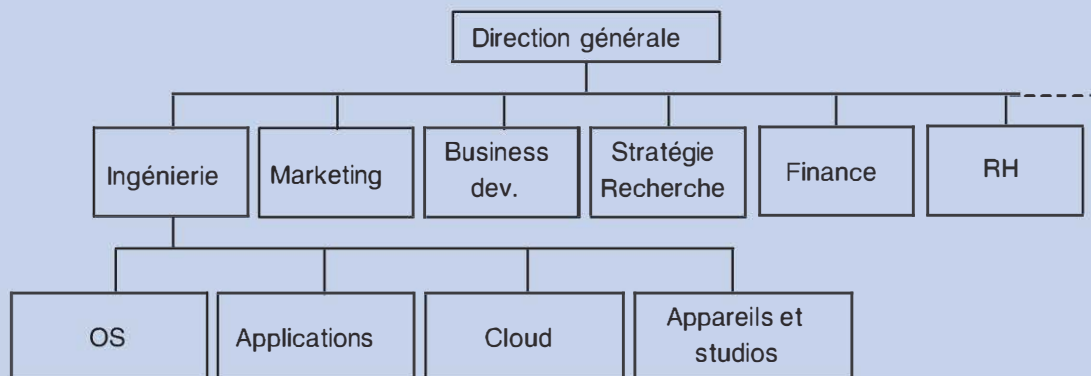 Direction générale
Ingénierie
Marketing
Business
dev.
Stratégie
Recherche
Finance
RH
OS
Applications
Cloud
Appareils et
studios